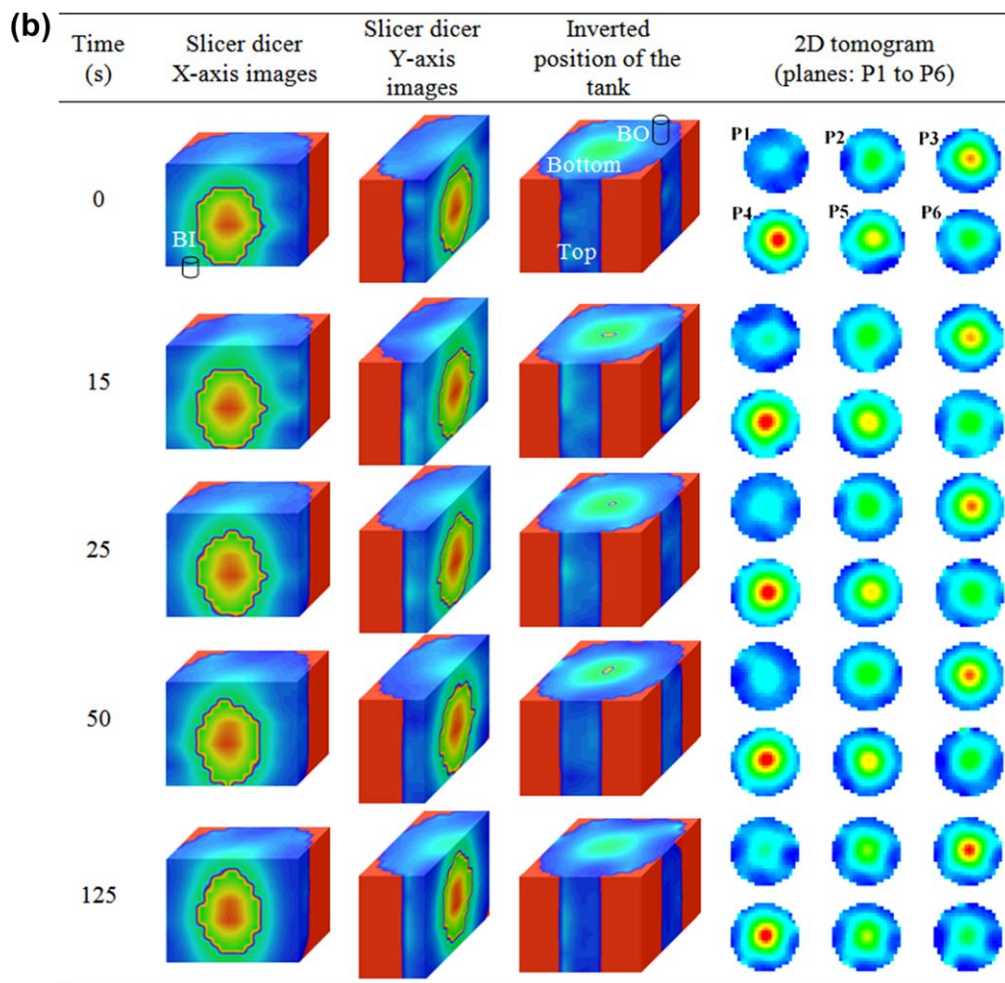 (b)
Time
(s)
Slicer dicer
X-axis images
Slicer dicer
Y-axis
images
Inverted
position of the
tank
2D tomogram
(planes: P1 to P6)
0
BI
BO
Bottom
Top
P1 P2 P3
P4 P5 P6
15
25
50
125